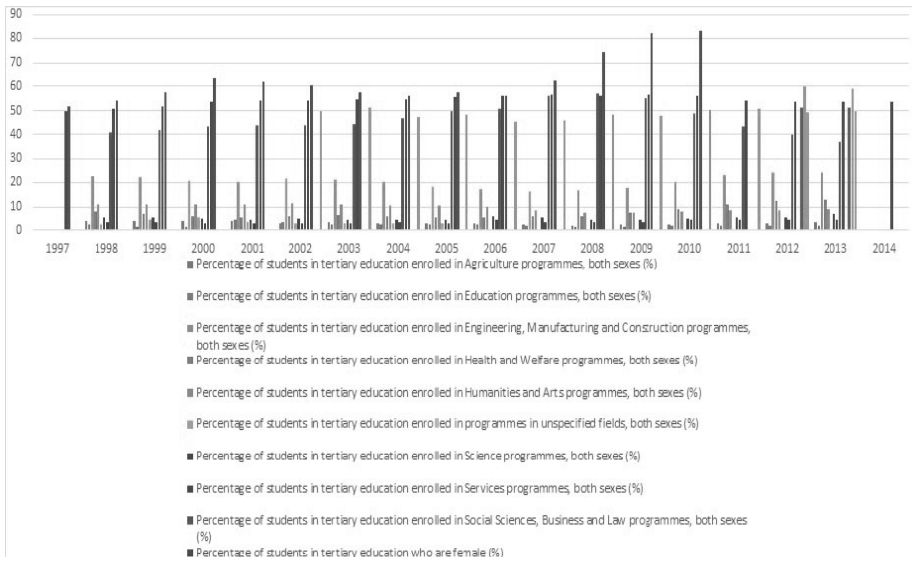 90
80
70
60
50
40
30
20
10
0
1997 1998 1999 2000 2001 2002 2003 2004 2005 2006 2007 2008 2009 2010 2011 2012 2013 2014
Percentage of students in tertiary education enrolled in Agriculture programmes, both sexes (%)
Percentage of students in tertiary education enrolled in Education programmes, both sexes (%)
Percentage of students in tertiary education enrolled in Engineering, Manufacturing and Construction programmes,
both sexes (%)
Percentage of students in tertiary education enrolled in Health and Welfare programmes, both sexes (%)
Percentage of students in tertiary education enrolled in Humanities and Arts programmes, both sexes (%)
Percentage of students in tertiary education enrolled in programmes in unspecified fields, both sexes (%)
Percentage of students in tertiary education enrolled in Science programmes, both sexes (%)
Percentage of students in tertiary education enrolled in Services programmes, both sexes (%)
Percentage of students in tertiary education enrolled in Social Sciences, Business and Law programmes, both sexes
(%)
Percentage of students in tertiary education who are female (%)